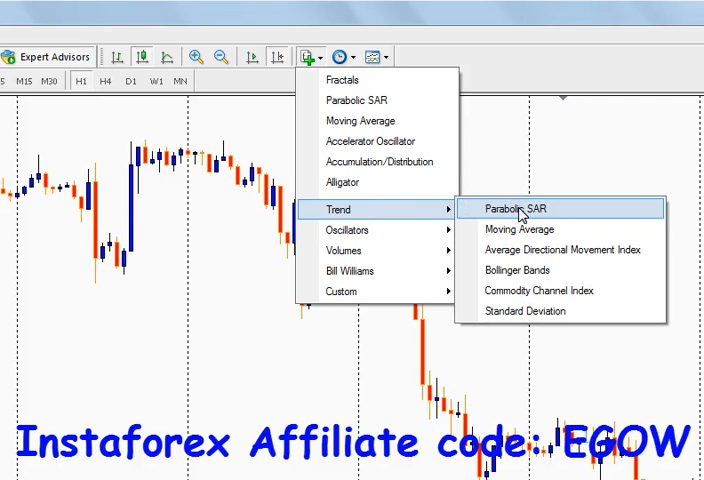 Expert Advisors
5 M15 M30 H1 H4 D1 W1 MN
Fractals
Parabolic SAR
Moving Average
Accelerator Oscillator
Accumulation/Distribution
Alligator
Trend
Oscillators
Volumes
Bill Williams
Custom
Parabolic SAR
Moving Average
Average Directional Movement Index
Bollinger Bands
Commodity Channel Index
Standard Deviation
Instaforex Affiliate code: EGOW